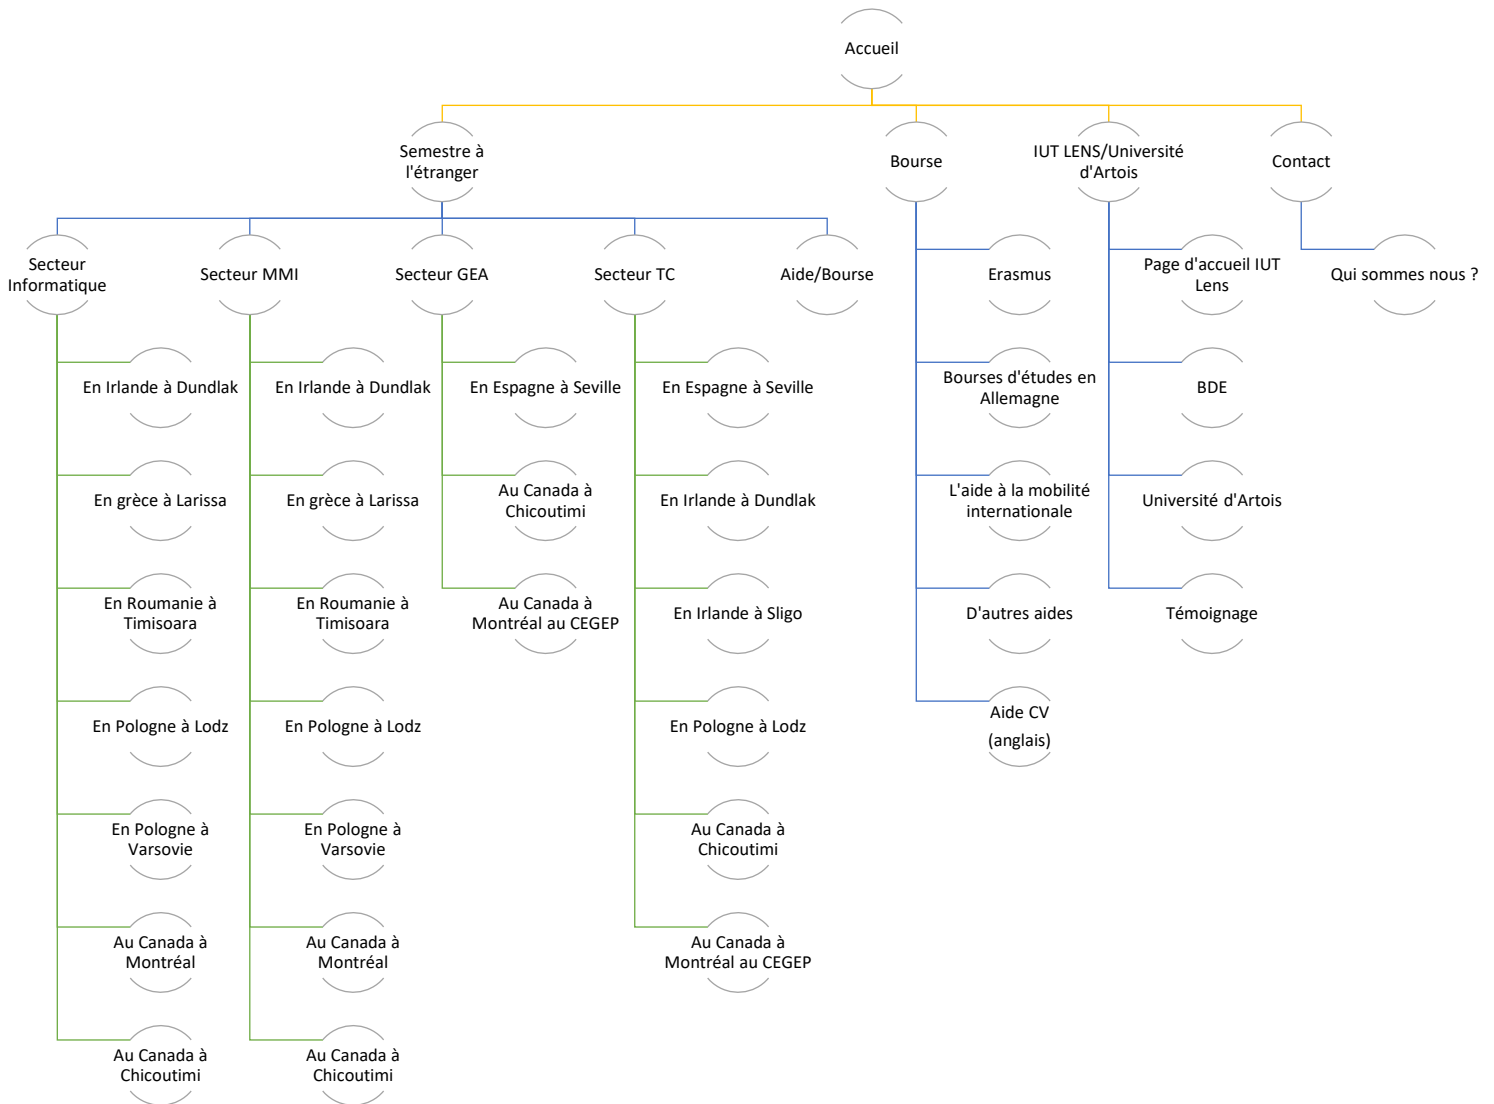 Accueil
Semestre à
l'étranger
Bourse
IUT LENS/Université
d'Artois
Contact
Secteur
Informatique
Secteur MMI
Secteur GEA
Secteur TC
Aide/Bourse
Erasmus
Page d'accueil IUT
Lens
Qui sommes nous ?
En Irlande à Dundlak
En Irlande à Dundlak
En Espagne à Seville
En Espagne à Seville
Bourses d'études en
Allemagne
BDE
En grèce à Larissa
En grèce à Larissa
Au Canada à
Chicoutimi
En Irlande à Dundlak
L'aide à la mobilité
internationale
Université d'Artois
En Roumanie à
Timisoara
En Roumanie à
Timisoara
Au Canada à
Montréal au CEGEP
En Irlande à Sligo
D'autres aides
Témoignage
En Pologne à Lodz
En Pologne à Lodz
En Pologne à Lodz
Aide CV
(anglais)
En Pologne à
Varsovie
En Pologne à
Varsovie
Au Canada à
Chicoutimi
Au Canada à
Montréal
Au Canada à
Montréal
Au Canada à
Montréal au CEGEP
Au Canada à
Chicoutimi
Au Canada à
Chicoutimi